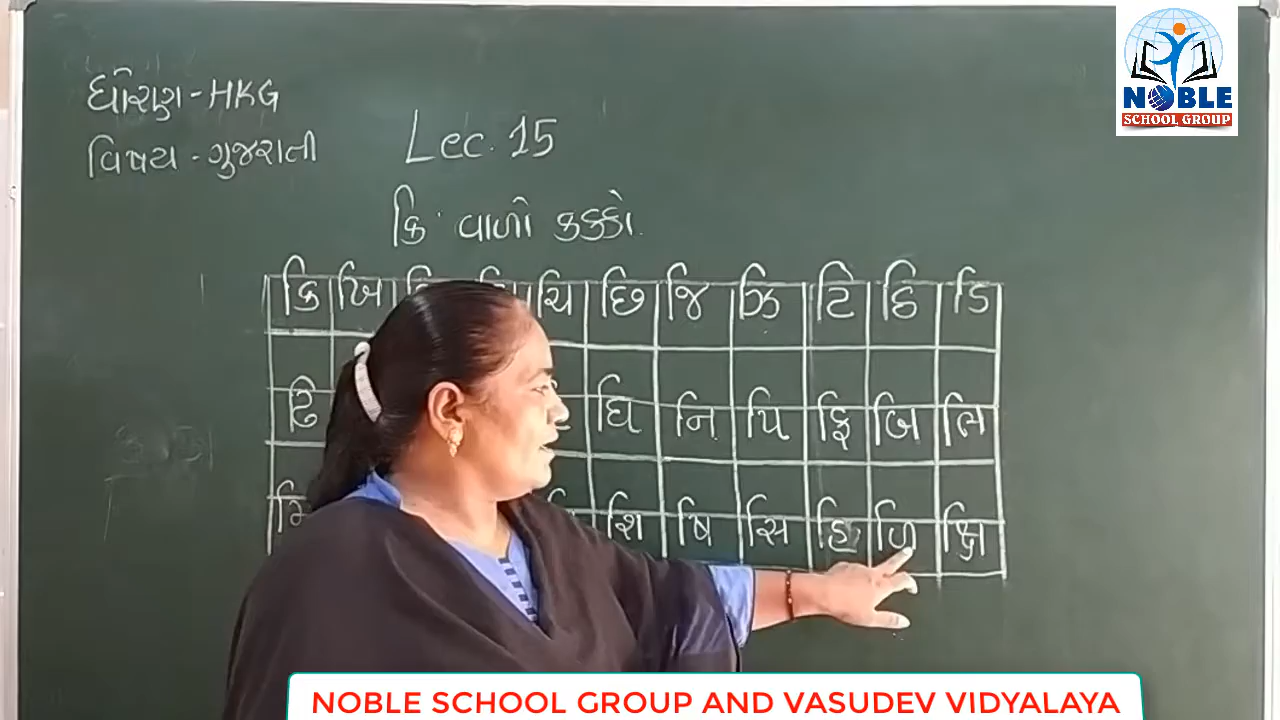 ધોરણ - HKG
વિષય - ગુજરાતી
Lec. 15
કિ વાળો કક્કો.
કિ ખિ ચિ છિ જિ ઝિ ટિ ઠિ ડિ
ઢિ ધિ નિ પિ ફિ બિ ભિ
મિ શિ ષિ સિ હિ ળિ ક્ષિ
NOBLE
SCHOOL GROUP
NOBLE SCHOOL GROUP AND VASUDEV VIDYALAYA